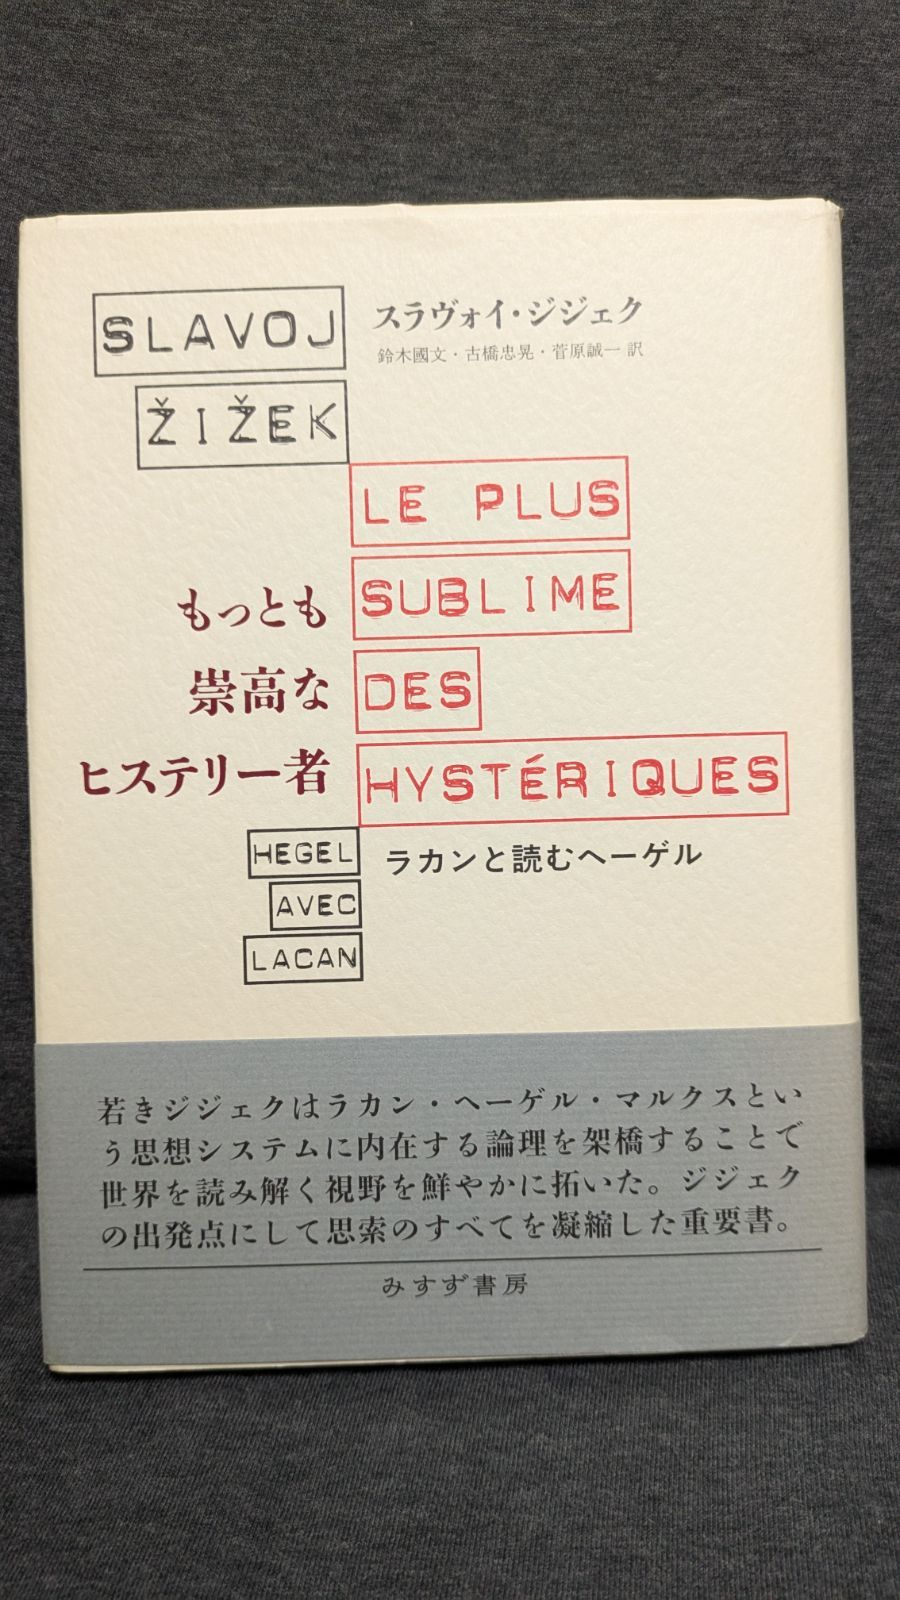 SLAVOJ
ŽIŽEK
スラヴォイ・ジジェク
鈴木國文・古橋忠晃・菅原誠一 訳
LE PLUS
SUBLIME
DES
HYSTÉRIQUES
もっとも
崇高な
ヒステリー者
HEGEL
AVEC
LACAN
ラカンと読むヘーゲル
若きジジェクはラカン・ヘーゲル・マルクスとい
う思想システムに内在する論理を架橋することで
世界を読み解く視野を鮮やかに拓いた。ジジェク
の出発点にして思索のすべてを凝縮した重要書。
みすず書房